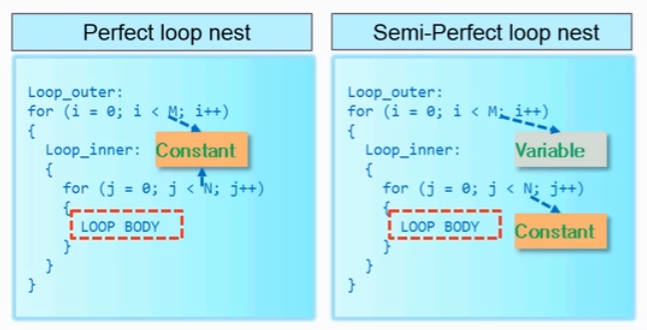 Perfect loop nest
Loop_outer:
for (i = 0; i < M; i++)
{
Loop_inner:
Constant
{
for (j = 0; j < N; j++)
{
LOOP BODY
}
}
}
Semi-Perfect loop nest
Loop_outer:
for (i = 0; i < M; i++)
{
Loop_inner:
Variable
{
for (j = 0; j < N; j++)
{
LOOP BODY
Constant
}
}
}